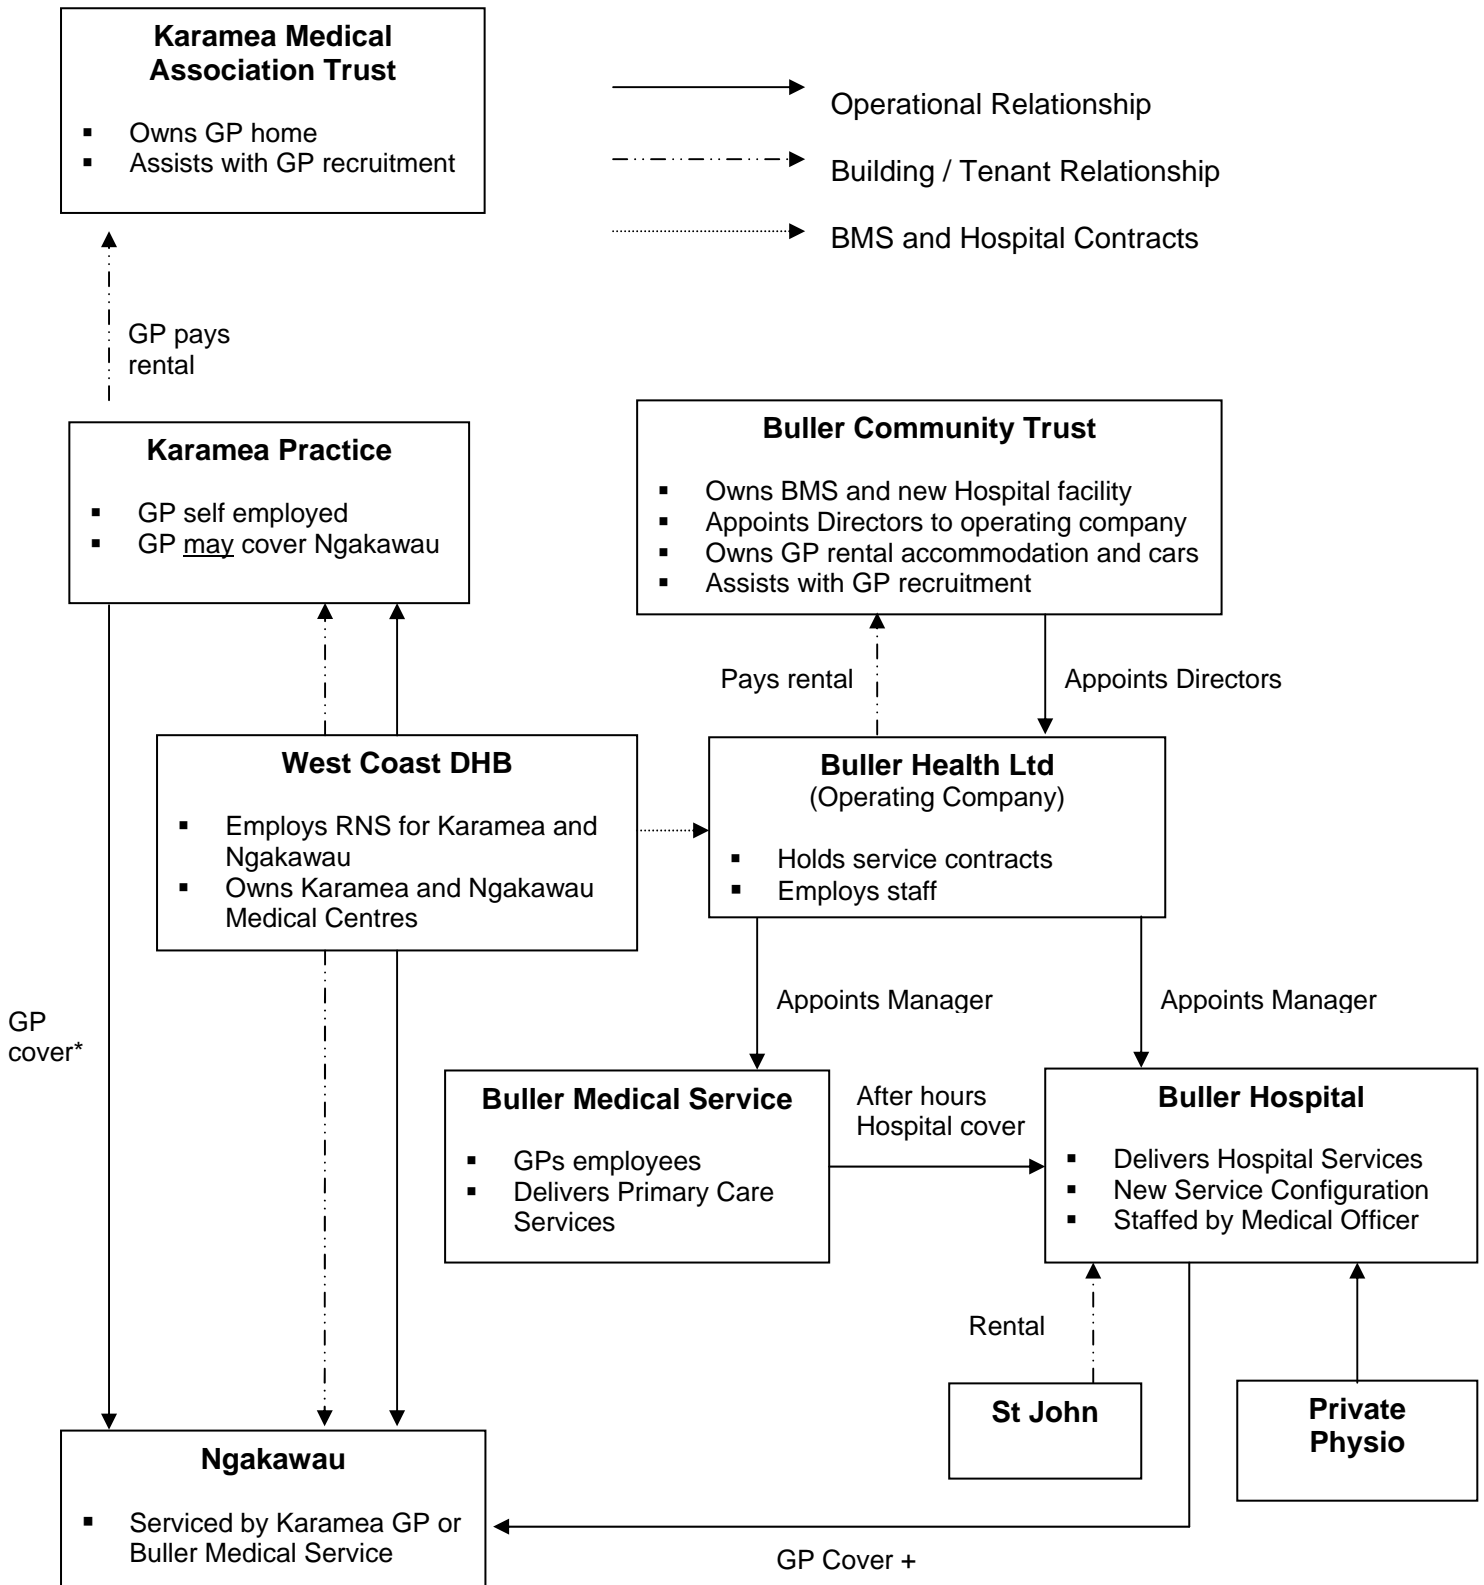 Karamea Medical
Association Trust
▪ Owns GP home
▪ Assists with GP recruitment
Operational Relationship
Building / Tenant Relationship
BMS and Hospital Contracts
GP pays
rental
Karamea Practice
▪ GP self employed
▪ GP may cover Ngakawau
Buller Community Trust
▪ Owns BMS and new Hospital facility
▪ Appoints Directors to operating company
▪ Owns GP rental accommodation and cars
▪ Assists with GP recruitment
Pays rental
Appoints Directors
West Coast DHB
▪ Employs RNS for Karamea and
Ngakawau
▪ Owns Karamea and Ngakawau
Medical Centres
Buller Health Ltd
(Operating Company)
▪ Holds service contracts
▪ Employs staff
GP
cover*
Appoints Manager
Appoints Manager
Buller Medical Service
▪ GPs employees
▪ Delivers Primary Care
Services
After hours
Hospital cover
Buller Hospital
▪ Delivers Hospital Services
▪ New Service Configuration
▪ Staffed by Medical Officer
Rental
St John
Private
Physio
Ngakawau
▪ Serviced by Karamea GP or
Buller Medical Service
GP Cover +